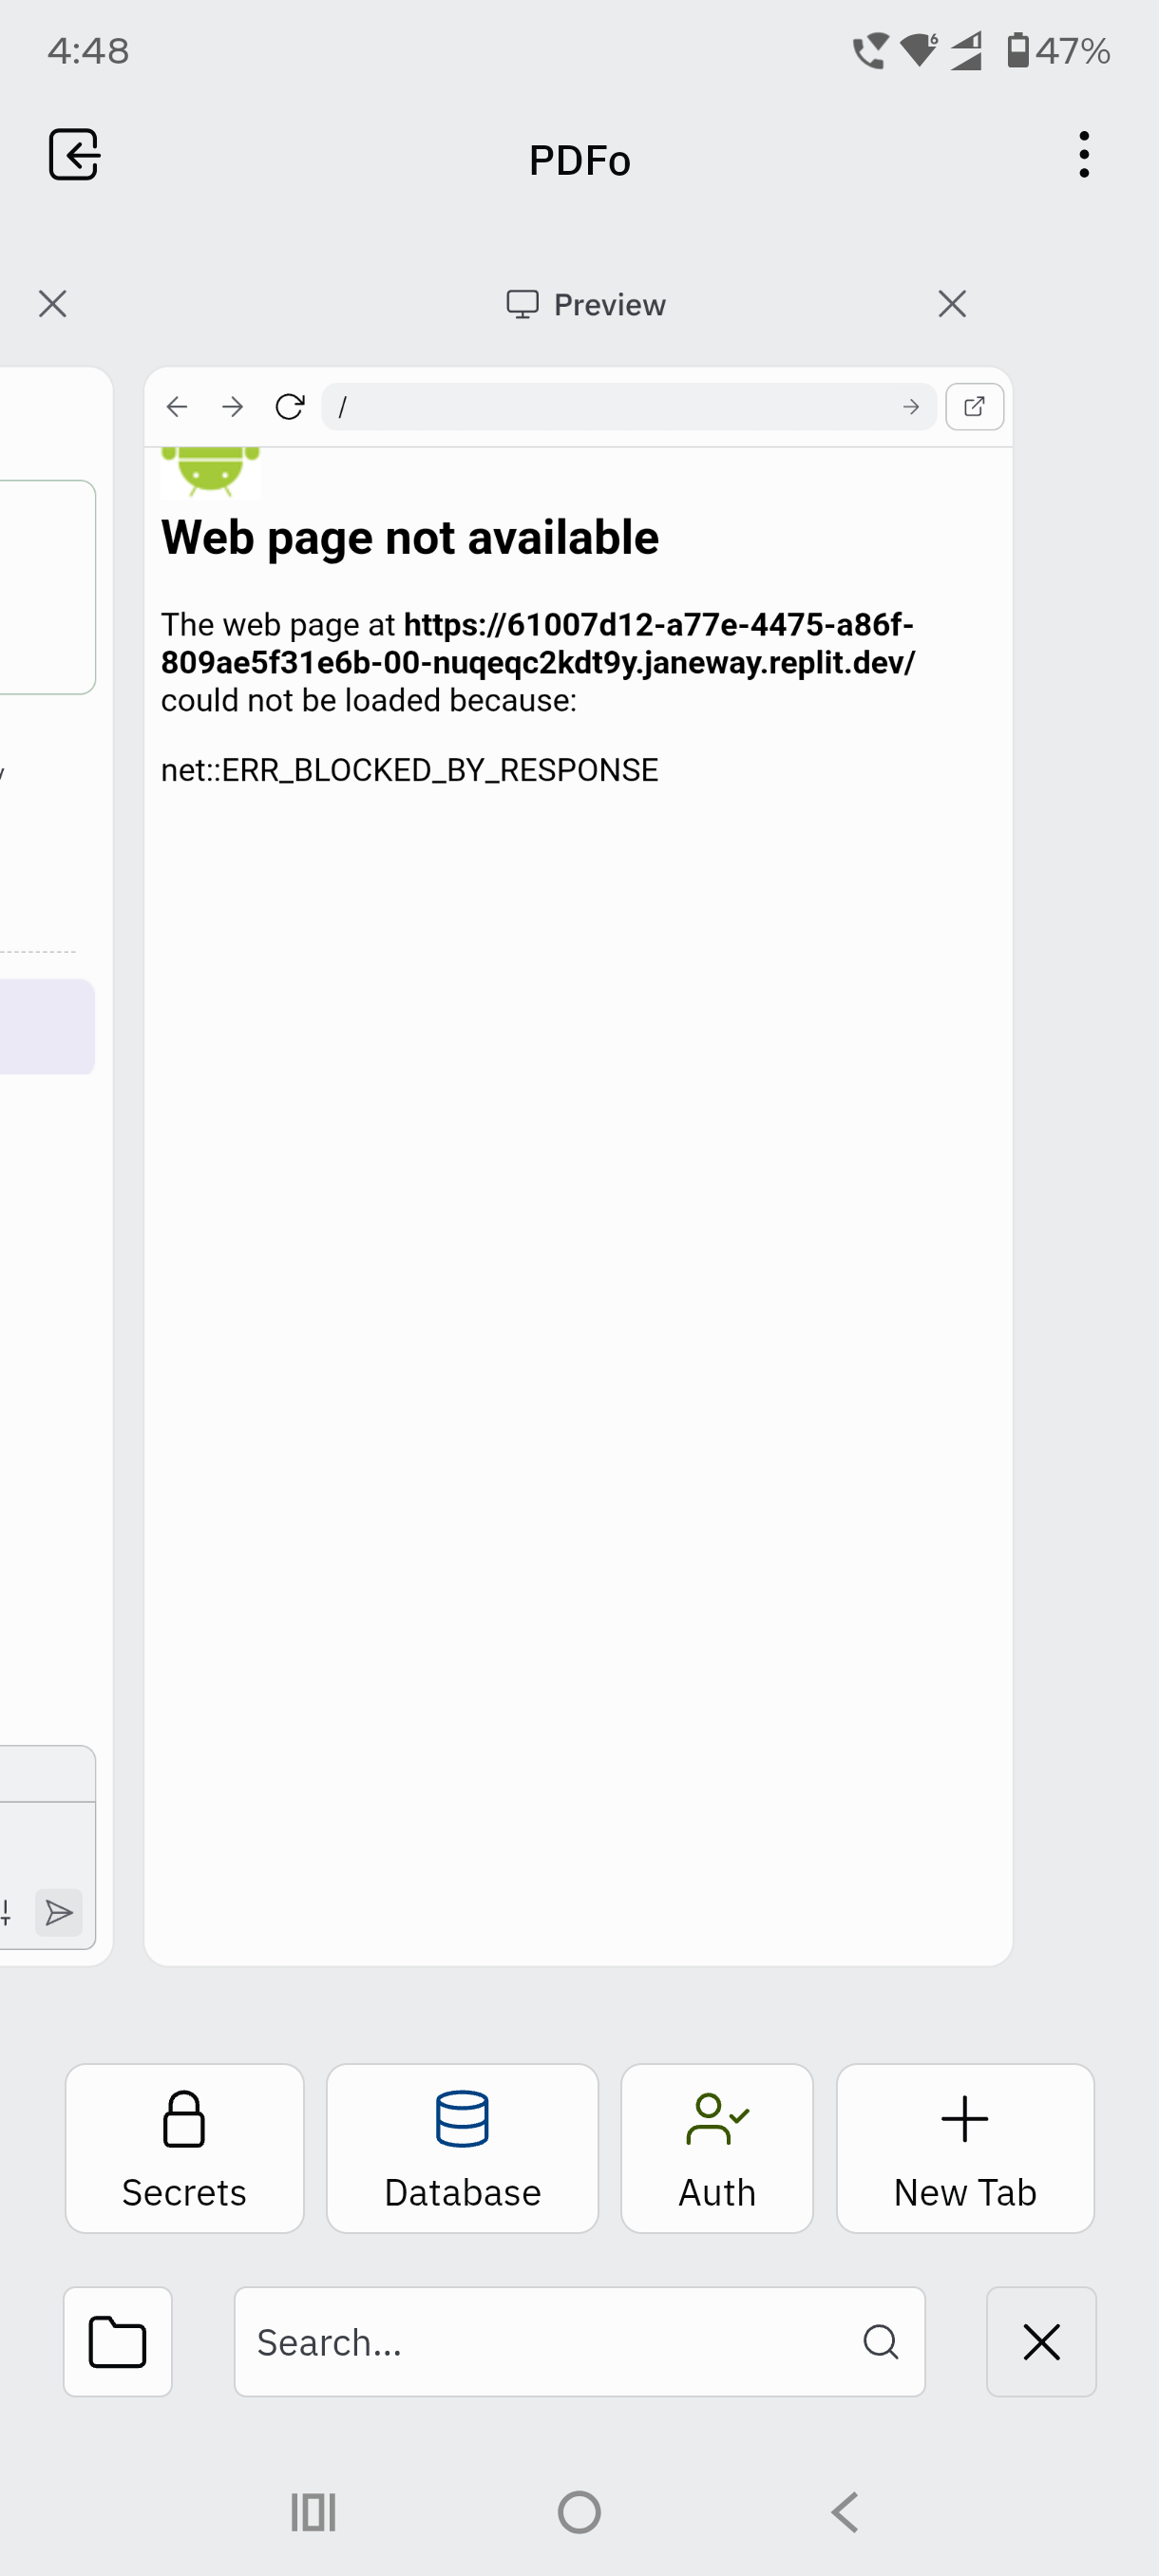 4:48
6
47%
PDFo
Preview
/
Web page not available
The web page at https://61007d12-a77e-4475-a86f-
809ae5f31e6b-00-nuqeqc2kdt9y.janeway.replit.dev/
could not be loaded because:
net::ERR_BLOCKED_BY_RESPONSE
Secrets
Database
Auth
New Tab
Search...